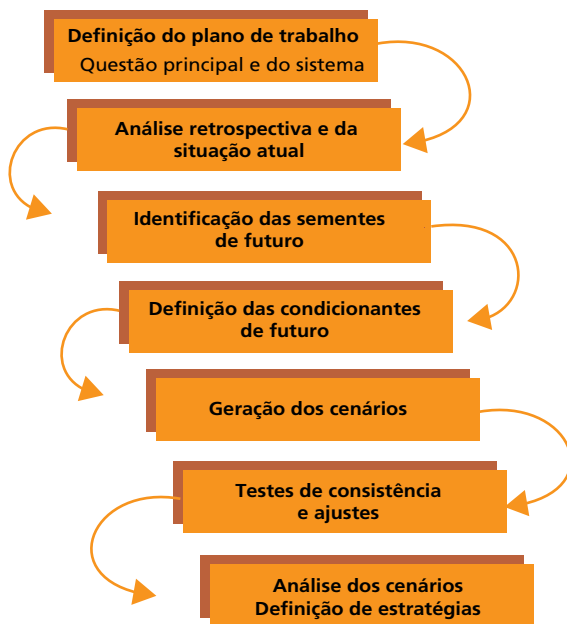 Definição do plano de trabalho
Questão principal e do sistema
Análise retrospectiva e da
situação atual
Identificação das sementes
de futuro
Definição das condicionantes
de futuro
Geração dos cenários
Testes de consistência
e ajustes
Análise dos cenários
Definição de estratégias